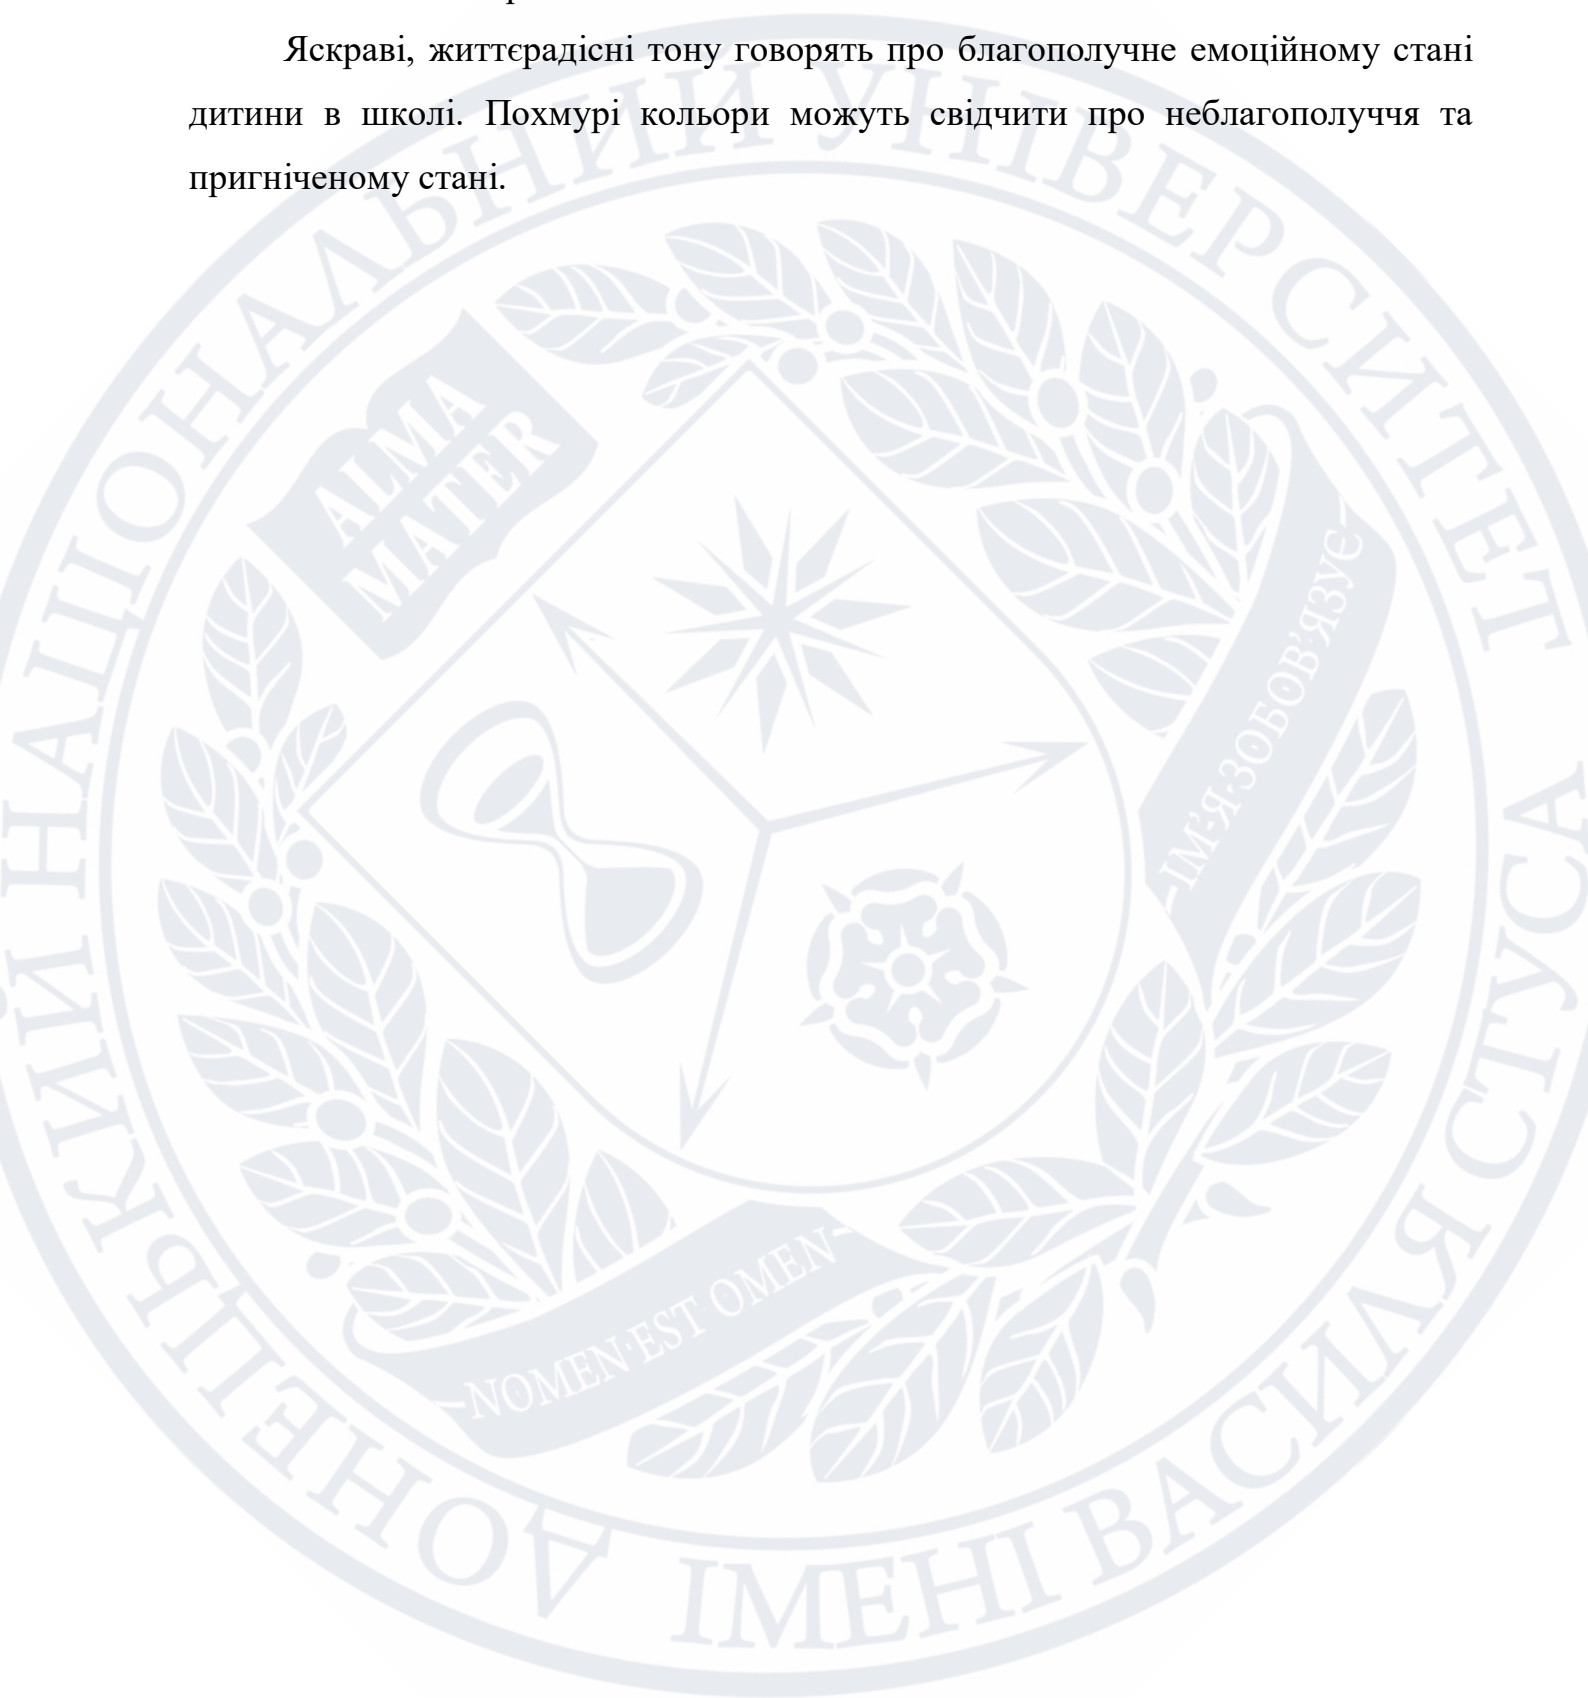 Яскраві, життєрадісні тону говорять про благополучне емоційному стані
дитини в школі. Похмурі кольори можуть свідчити про неблагополуччя та
пригніченому стані.
ДОНЕЦЬКИЙ НАЦІОНАЛЬНИЙ УНІВЕРСИТЕТ
ІМЕНІ ВАСИЛЯ СТУСА
ALMA
MATER
ІМ'Я ЗОБОВ'ЯЗУЄ
NOMEN·EST·OMEN